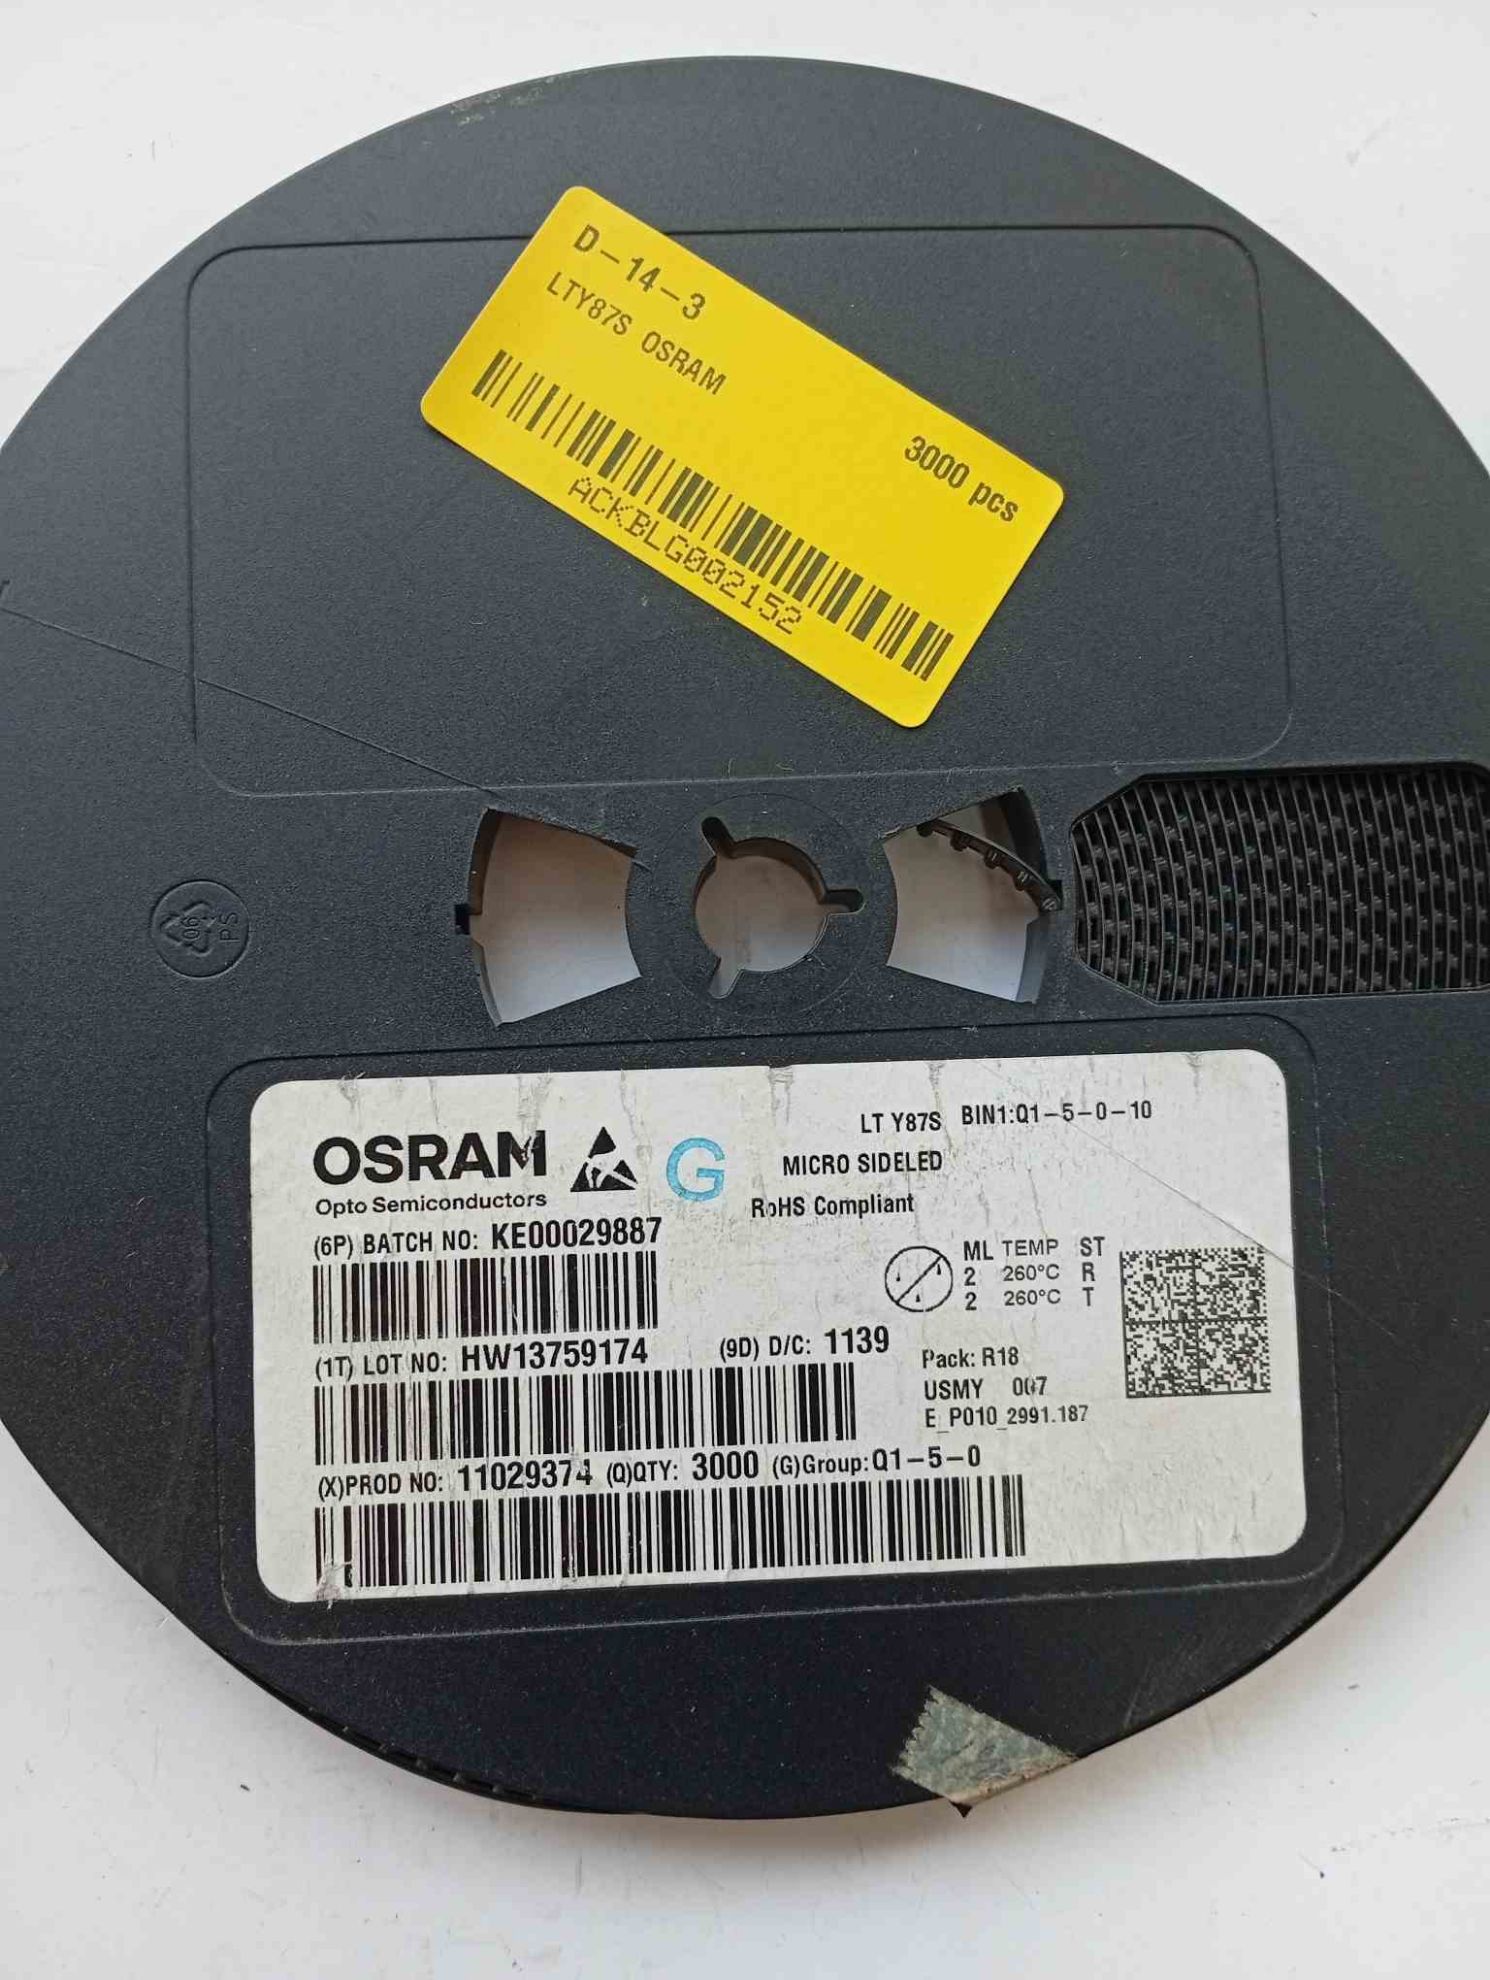 D-14-3
LTY87S OSRAM
3000 pcs
ACKBLG002152
06
PS
OSRAM
Opto Semiconductors
G
LT Y87S BIN1:Q1-5-0-10
MICRO SIDELED
RoHS Compliant
(6P) BATCH NO: KE00029887
ML TEMP ST
2 260°C R
2 260°C T
(1T) LOT NO: HW13759174 (9D) D/C: 1139
Pack: R18
USMY 007
E_P010_2991.187
(X)PROD NO: 11029374 (Q)QTY: 3000 (G)Group:Q1-5-0